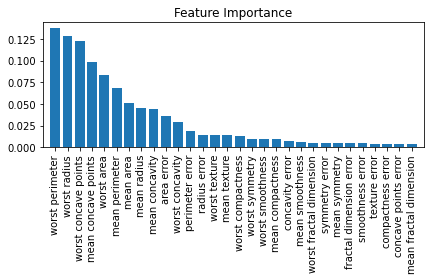 Feature Importance
0.125
0.100
0.075
0.050
0.025
0.000
worst perimeter
worst radius
worst concave points
mean concave points
worst area
mean perimeter
mean area
mean radius
mean concavity
area error
worst concavity
perimeter error
radius error
worst texture
mean texture
worst compactness
worst symmetry
worst smoothness
mean compactness
concavity error
mean smoothness
worst fractal dimension
symmetry error
mean symmetry
fractal dimension error
smoothness error
texture error
compactness error
concave points error
mean fractal dimension